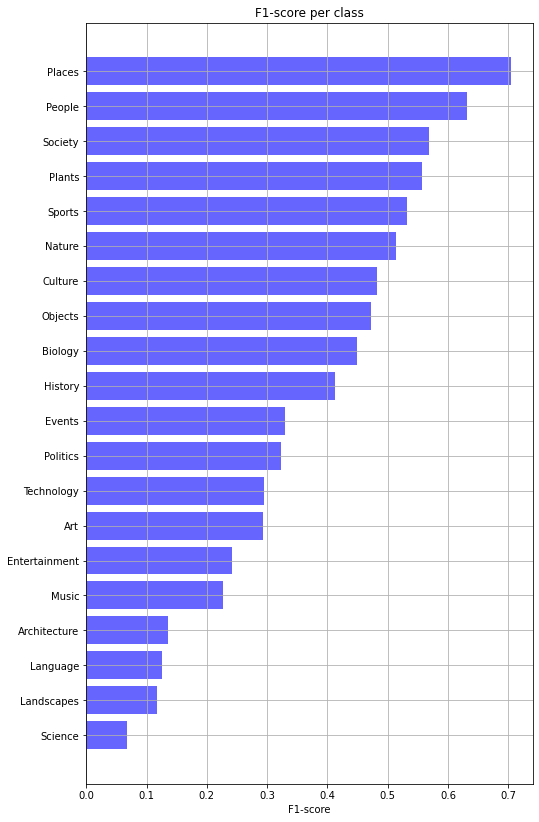 F1-score per class
Places
People
Society
Plants
Sports
Nature
Culture
Objects
Biology
History
Events
Politics
Technology
Art
Entertainment
Music
Architecture
Language
Landscapes
Science
0.0 0.1 0.2 0.3 0.4 0.5 0.6 0.7
F1-score